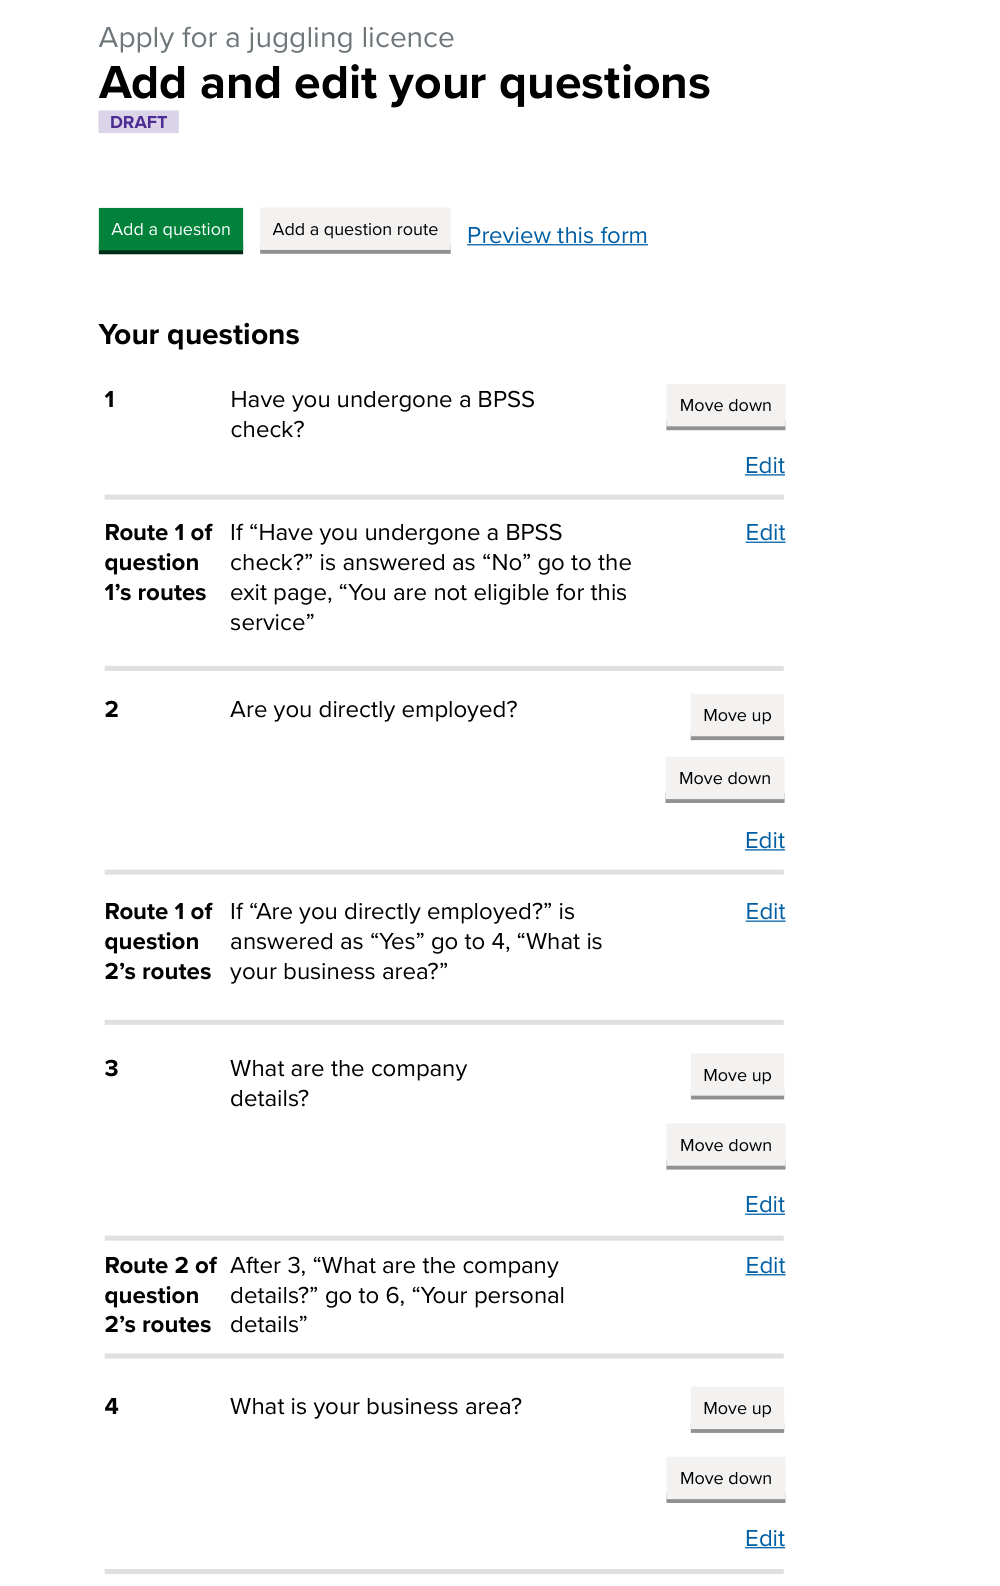 Apply for a juggling licence
Add and edit your questions
DRAFT
Add a question
Add a question route
Preview this form
Your questions
1
Have you undergone a BPSS
check?
Move down
Edit
Route 1 of
question
1’s routes
If “Have you undergone a BPSS
check?” is answered as “No” go to the
exit page, “You are not eligible for this
service”
Edit
2
Are you directly employed?
Move up
Move down
Edit
Route 1 of
question
2’s routes
If “Are you directly employed?” is
answered as “Yes” go to 4, “What is
your business area?”
Edit
3
What are the company
details?
Move up
Move down
Edit
Route 2 of
question
2’s routes
After 3, “What are the company
details?” go to 6, “Your personal
details”
Edit
4
What is your business area?
Move up
Move down
Edit